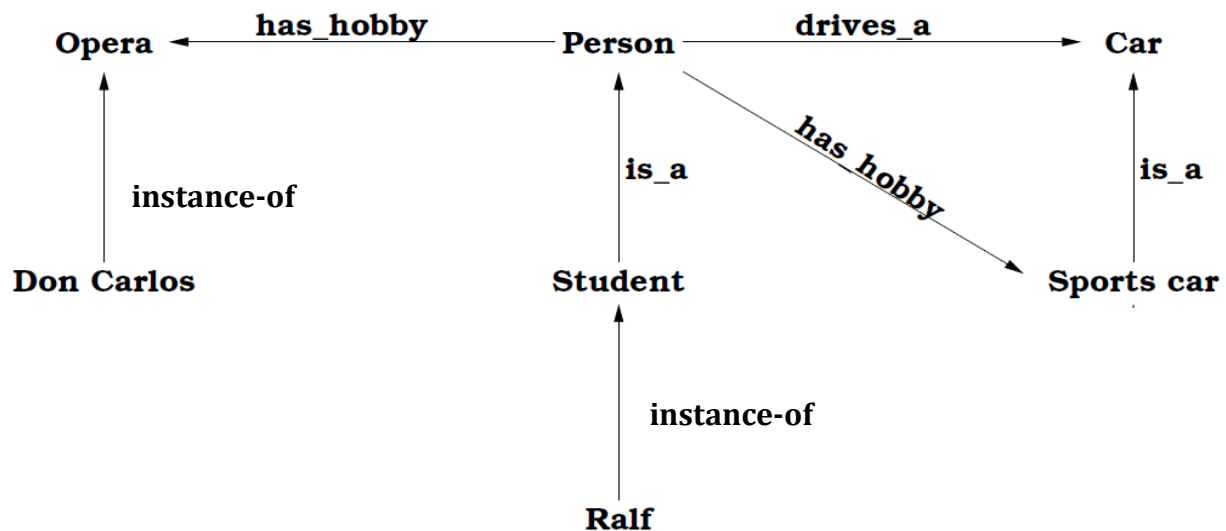 Opera
has_hobby
Person
drives_a
Car
has_hobby
is_a
is_a
instance-of
Don Carlos
Student
Sports car
instance-of
Ralf